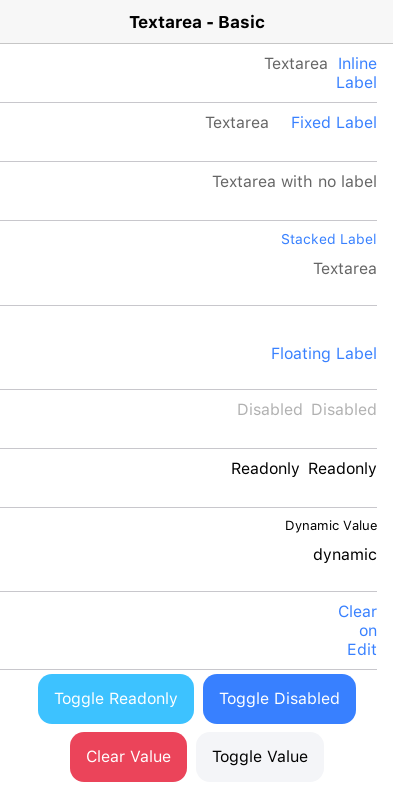 Textarea - Basic
Textarea Inline
Label
Textarea Fixed Label
Textarea with no label
Stacked Label
Textarea
Floating Label
Disabled Disabled
Readonly Readonly
Dynamic Value
dynamic
Clear
on
Edit
Toggle Readonly Toggle Disabled
Clear Value Toggle Value